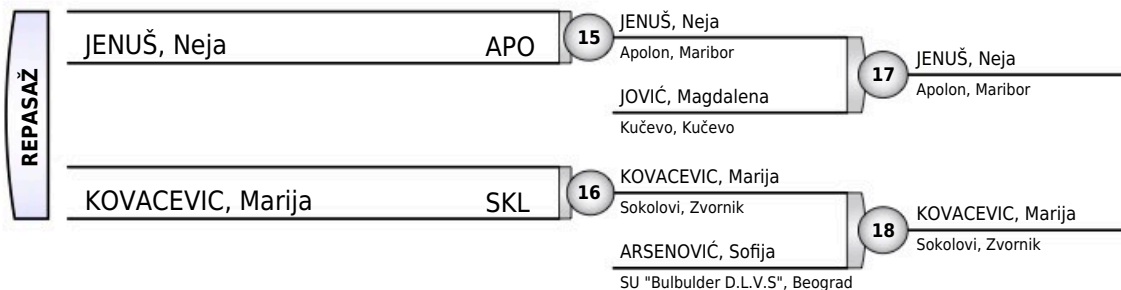 REPASAŽ
JENUŠ, Neja APO
15
JENUŠ, Neja
Apolon, Maribor
JOVIĆ, Magdalena
Kučevo, Kučevo
17
JENUŠ, Neja
Apolon, Maribor
KOVACEVIC, Marija SKL
16
KOVACEVIC, Marija
Sokolovi, Zvornik
ARSENOVIĆ, Sofija
SU "Bulbulder D.L.V.S", Beograd
18
KOVACEVIC, Marija
Sokolovi, Zvornik